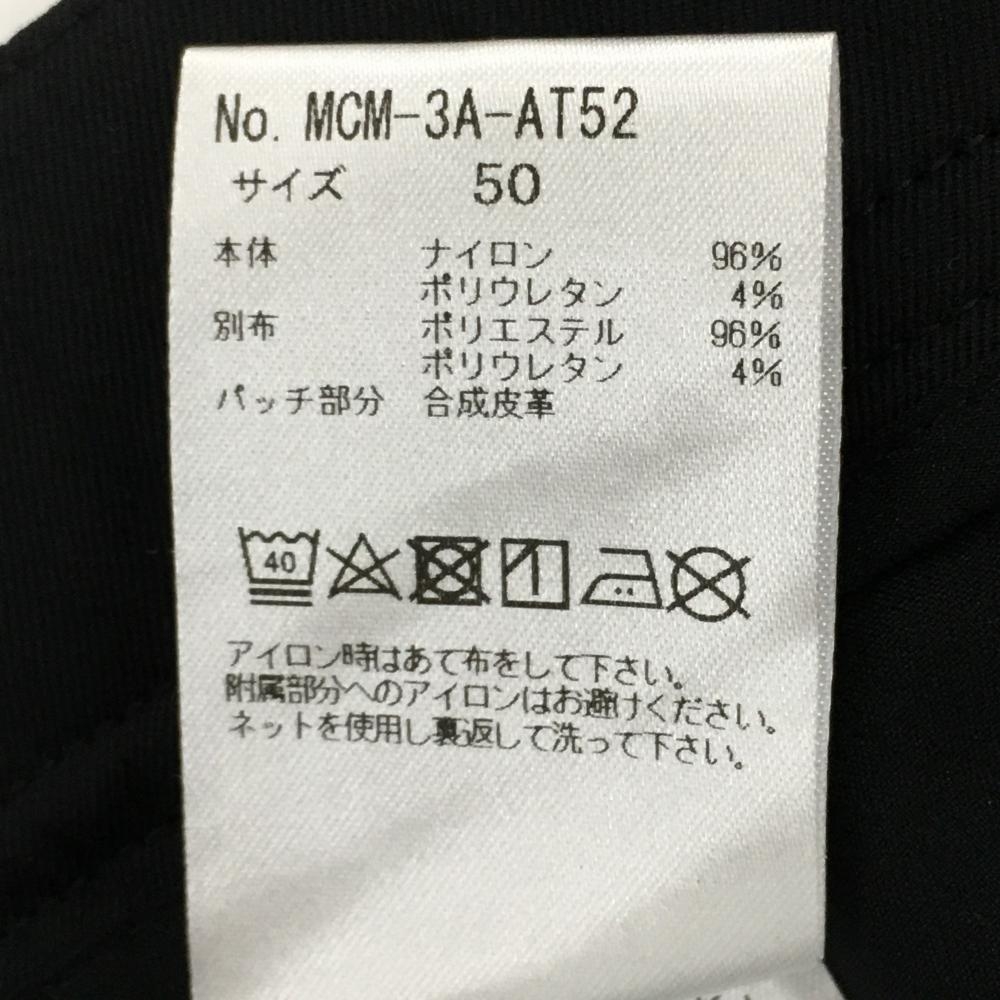 No. MCM-3A-AT52
サイズ 50
本体 ナイロン 96%
ポリウレタン 4%
別布 ポリエステル 96%
ポリウレタン 4%
パッチ部分 合成皮革
40
アイロン時はあて布をして下さい。
附属部分へのアイロンはお避けください。
ネットを使用し裏返して洗って下さい。